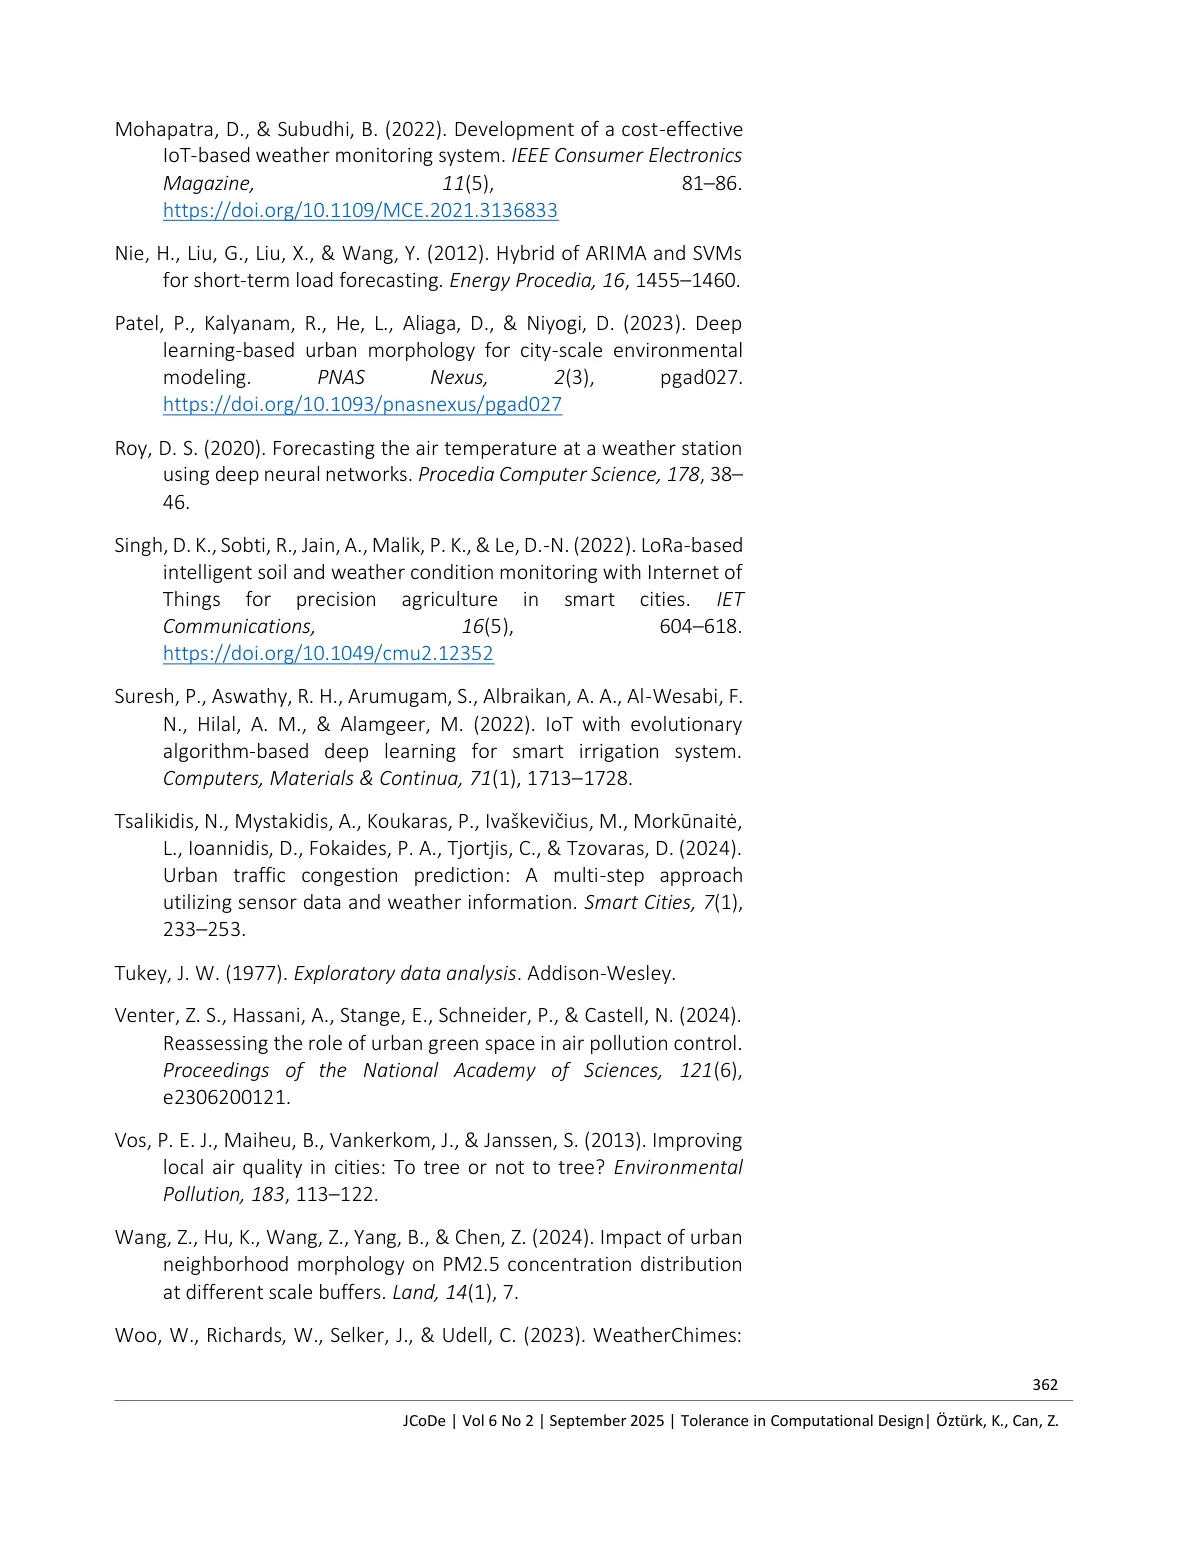 Mohapatra, D., & Subudhi, B. (2022). Development of a cost-effective
IoT-based weather monitoring system. IEEE Consumer Electronics
Magazine, 11(5), 81–86.
https://doi.org/10.1109/MCE.2021.3136833
Nie, H., Liu, G., Liu, X., & Wang, Y. (2012). Hybrid of ARIMA and SVMs
for short-term load forecasting. Energy Procedia, 16, 1455–1460.
Patel, P., Kalyanam, R., He, L., Aliaga, D., & Niyogi, D. (2023). Deep
learning-based urban morphology for city-scale environmental
modeling. PNAS Nexus, 2(3), pgad027.
https://doi.org/10.1093/pnasnexus/pgad027
Roy, D. S. (2020). Forecasting the air temperature at a weather station
using deep neural networks. Procedia Computer Science, 178, 38–
46.
Singh, D. K., Sobti, R., Jain, A., Malik, P. K., & Le, D.-N. (2022). LoRa-based
intelligent soil and weather condition monitoring with Internet of
Things for precision agriculture in smart cities. IET
Communications, 16(5), 604–618.
https://doi.org/10.1049/cmu2.12352
Suresh, P., Aswathy, R. H., Arumugam, S., Albraikan, A. A., Al-Wesabi, F.
N., Hilal, A. M., & Alamgeer, M. (2022). IoT with evolutionary
algorithm-based deep learning for smart irrigation system.
Computers, Materials & Continua, 71(1), 1713–1728.
Tsalikidis, N., Mystakidis, A., Koukaras, P., Ivaškevičius, M., Morkūnaitė,
L., Ioannidis, D., Fokaides, P. A., Tjortjis, C., & Tzovaras, D. (2024).
Urban traffic congestion prediction: A multi-step approach
utilizing sensor data and weather information. Smart Cities, 7(1),
233–253.
Tukey, J. W. (1977). Exploratory data analysis. Addison-Wesley.
Venter, Z. S., Hassani, A., Stange, E., Schneider, P., & Castell, N. (2024).
Reassessing the role of urban green space in air pollution control.
Proceedings of the National Academy of Sciences, 121(6),
e2306200121.
Vos, P. E. J., Maiheu, B., Vankerkom, J., & Janssen, S. (2013). Improving
local air quality in cities: To tree or not to tree? Environmental
Pollution, 183, 113–122.
Wang, Z., Hu, K., Wang, Z., Yang, B., & Chen, Z. (2024). Impact of urban
neighborhood morphology on PM2.5 concentration distribution
at different scale buffers. Land, 14(1), 7.
Woo, W., Richards, W., Selker, J., & Udell, C. (2023). WeatherChimes:
362
JCoDe | Vol 6 No 2 | September 2025 | Tolerance in Computational Design| Öztürk, K., Can, Z.